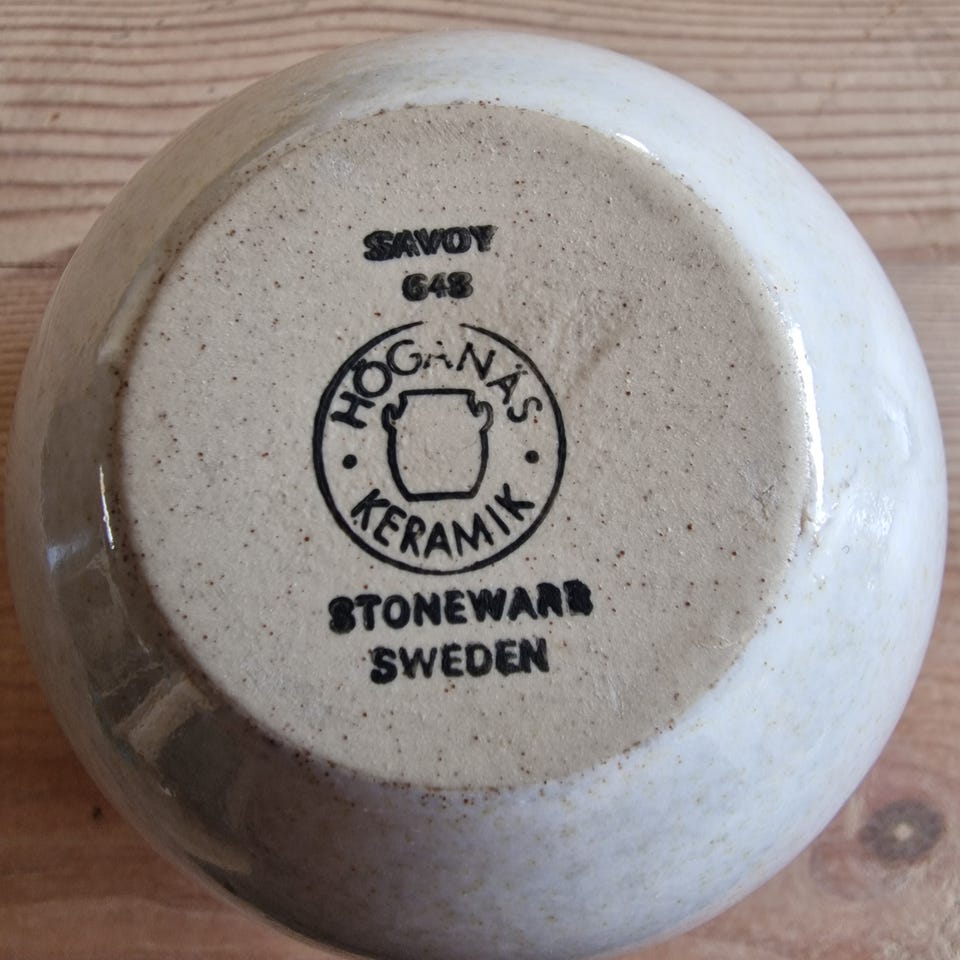 SAVOY
648
HÖGANÄS
KERAMIK
STONEWARE
SWEDEN